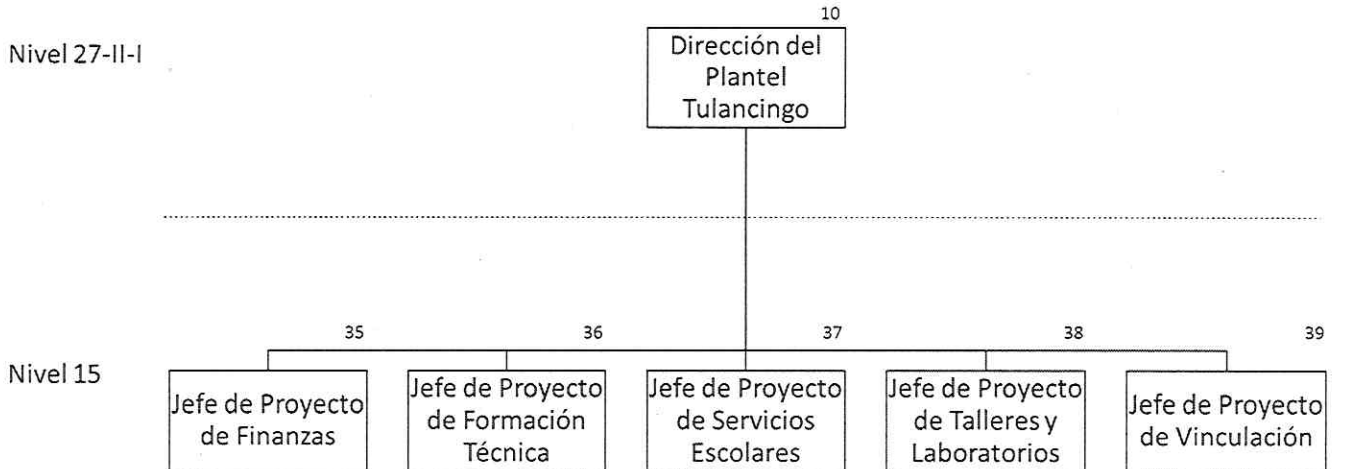 10
Nivel 27-II-I
Dirección del
Plantel
Tulancingo
35
36
37
38
39
Nivel 15
Jefe de Proyecto
de Finanzas
Jefe de Proyecto
de Formación
Técnica
Jefe de Proyecto
de Servicios
Escolares
Jefe de Proyecto
de Talleres y
Laboratorios
Jefe de Proyecto
de Vinculación